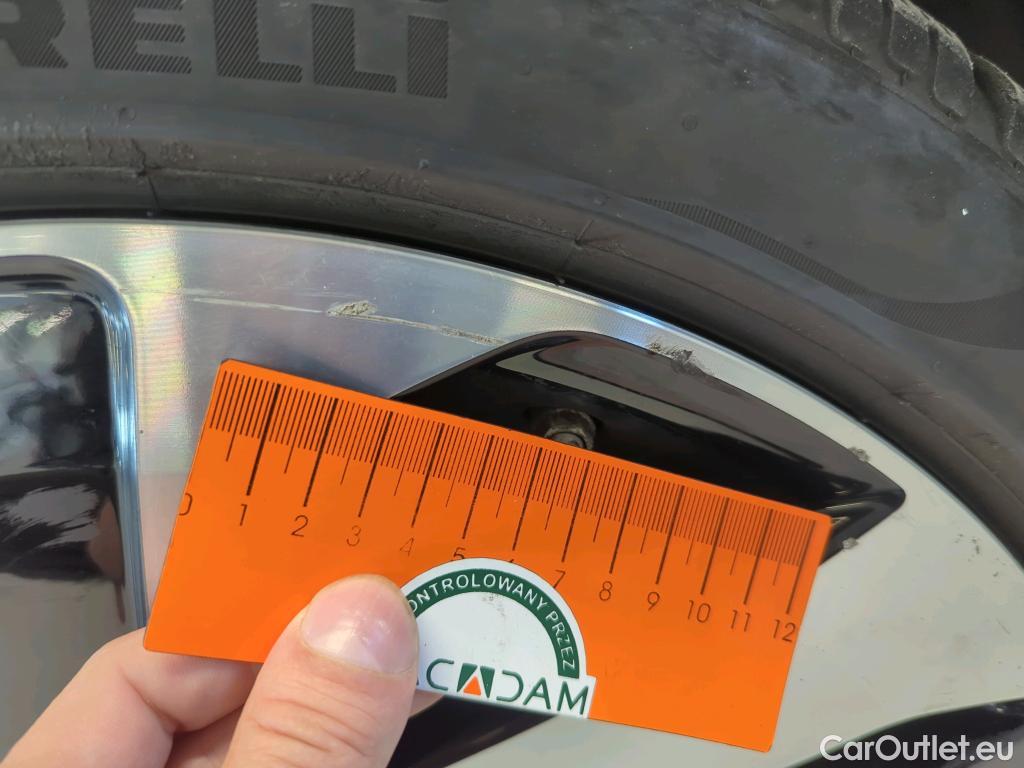 RELLI
0 1 2 3 4 5 6 7 8 9 10 11 12
ONTROLOWANY PRZEZ
CADAM
CarOutlet.eu